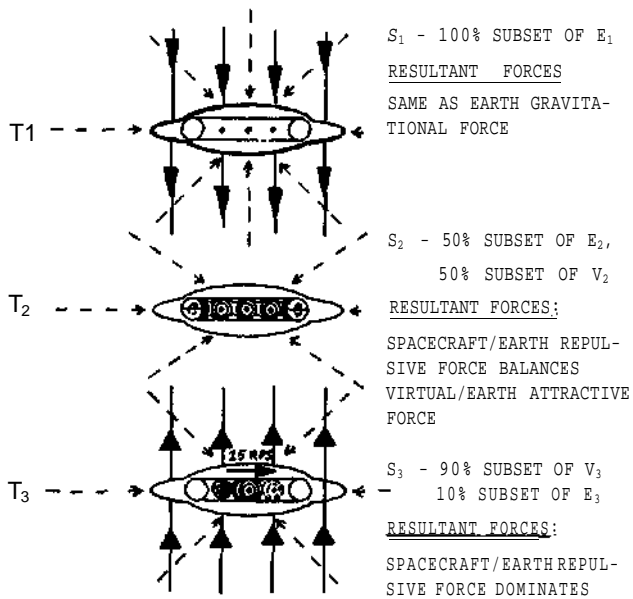 S₁ - 100% SUBSET OF E₁
RESULTANT FORCES
SAME AS EARTH GRAVITA-
TIONAL FORCE
T1
S₂ - 50% SUBSET OF E₂,
50% SUBSET OF V₂
T₂
RESULTANT FORCES:
SPACECRAFT/EARTH REPUL-
SIVE FORCE BALANCES
VIRTUAL/EARTH ATTRACTIVE
FORCE
25 RPS
S₃ - 90% SUBSET OF V₃
T₃
10% SUBSET OF E₃
RESULTANT FORCES:
SPACECRAFT/EARTH REPUL-
SIVE FORCE DOMINATES